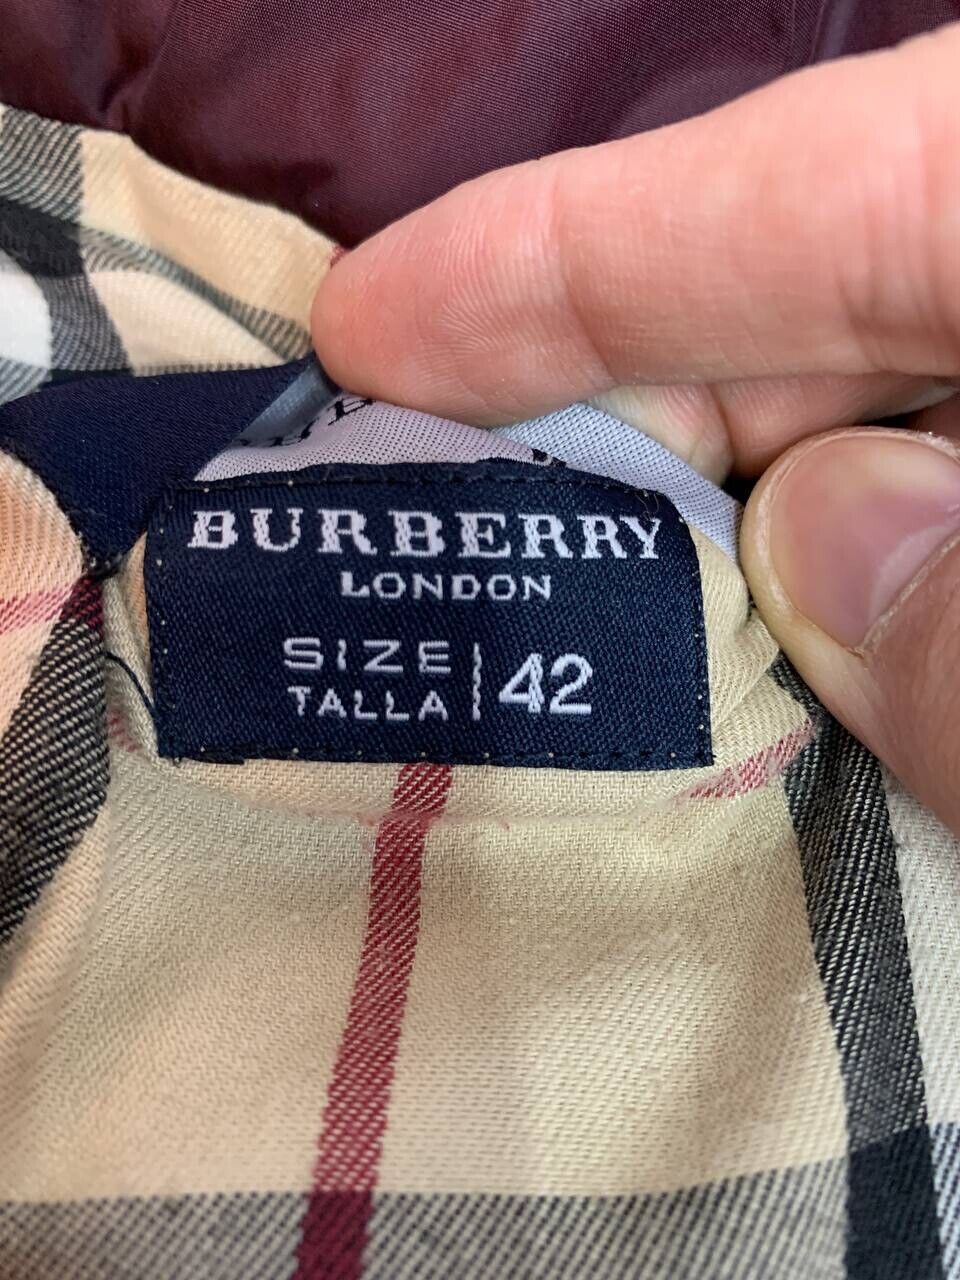 BURBERRY
LONDON
SIZE
TALLA
42